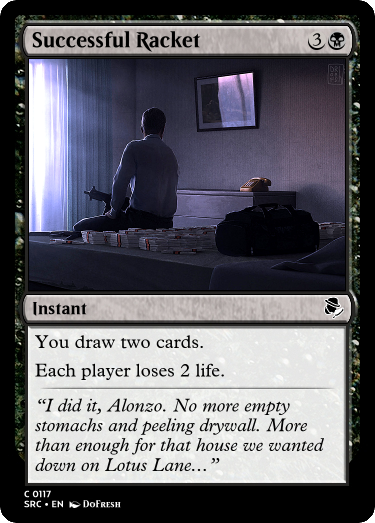 Successful Racket 3
Instant
You draw two cards.
Each player loses 2 life.
“I did it, Alonzo. No more empty
stomachs and peeling drywall. More
than enough for that house we wanted
down on Lotus Lane…”
C 0117
SRC • EN DoFresh